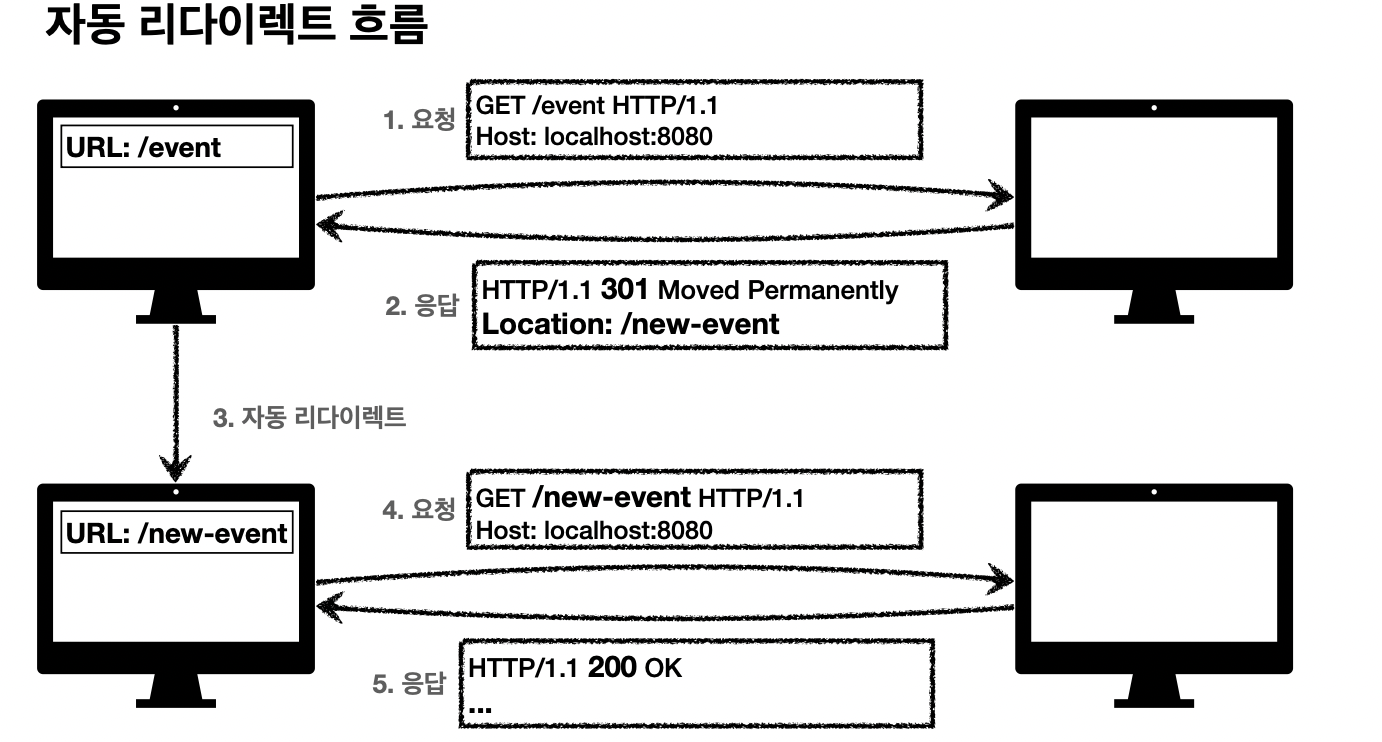 자동 리다이렉트 흐름
URL: /event
1. 요청
GET /event HTTP/1.1
Host: localhost:8080
2. 응답
HTTP/1.1 301 Moved Permanently
Location: /new-event
3. 자동 리다이렉트
URL: /new-event
4. 요청
GET /new-event HTTP/1.1
Host: localhost:8080
5. 응답
HTTP/1.1 200 OK
...